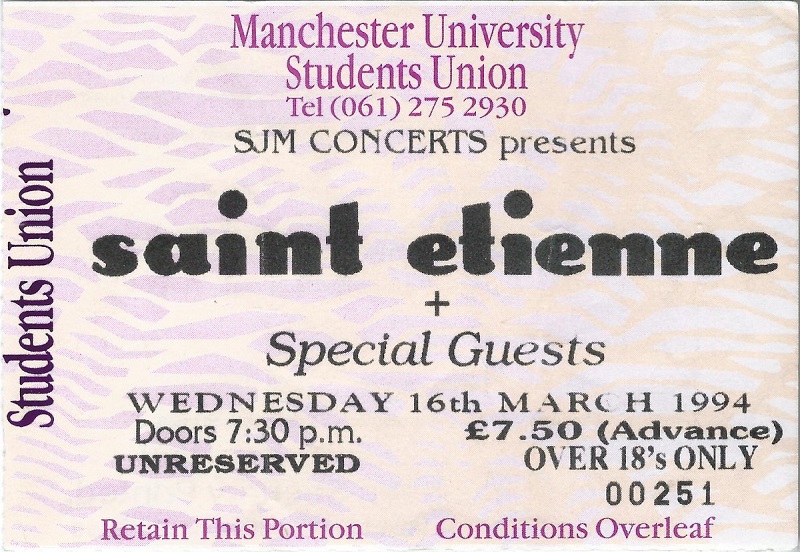 Manchester University
Students Union
Tel (061) 275 2930
SJM CONCERTS presents
saint etienne
+
Special Guests
WEDNESDAY 16th MARCH 1994
Doors 7:30 p.m.
£7.50 (Advance)
UNRESERVED
OVER 18's ONLY
00251
Retain This Portion
Conditions Overleaf
Students Union